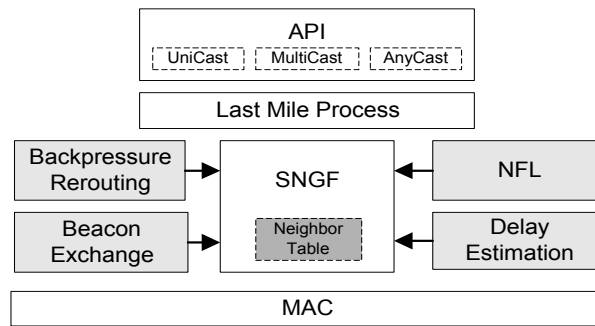 API
UniCast MultiCast AnyCast
Last Mile Process
Backpressure
Rerouting
SNGF
NFL
Beacon
Exchange
Neighbor
Table
Delay
Estimation
MAC